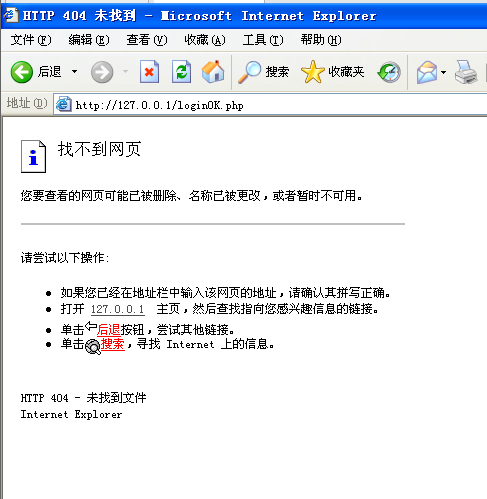 HTTP 404 未找到 - Microsoft Internet Explorer
文件(F) 编辑(E) 查看(V) 收藏(A) 工具(T) 帮助(H)
后退 搜索 收藏夹
地址(D) http://127.0.0.1/loginOK.php
找不到网页
您要查看的网页可能已被删除、名称已被更改，或者暂时不可用。
请尝试以下操作:
如果您已经在地址栏中输入该网页的地址，请确认其拼写正确。
打开 127.0.0.1 主页，然后查找指向您感兴趣信息的链接。
单击后退按钮，尝试其他链接。
单击搜索，寻找 Internet 上的信息。
HTTP 404 - 未找到文件
Internet Explorer